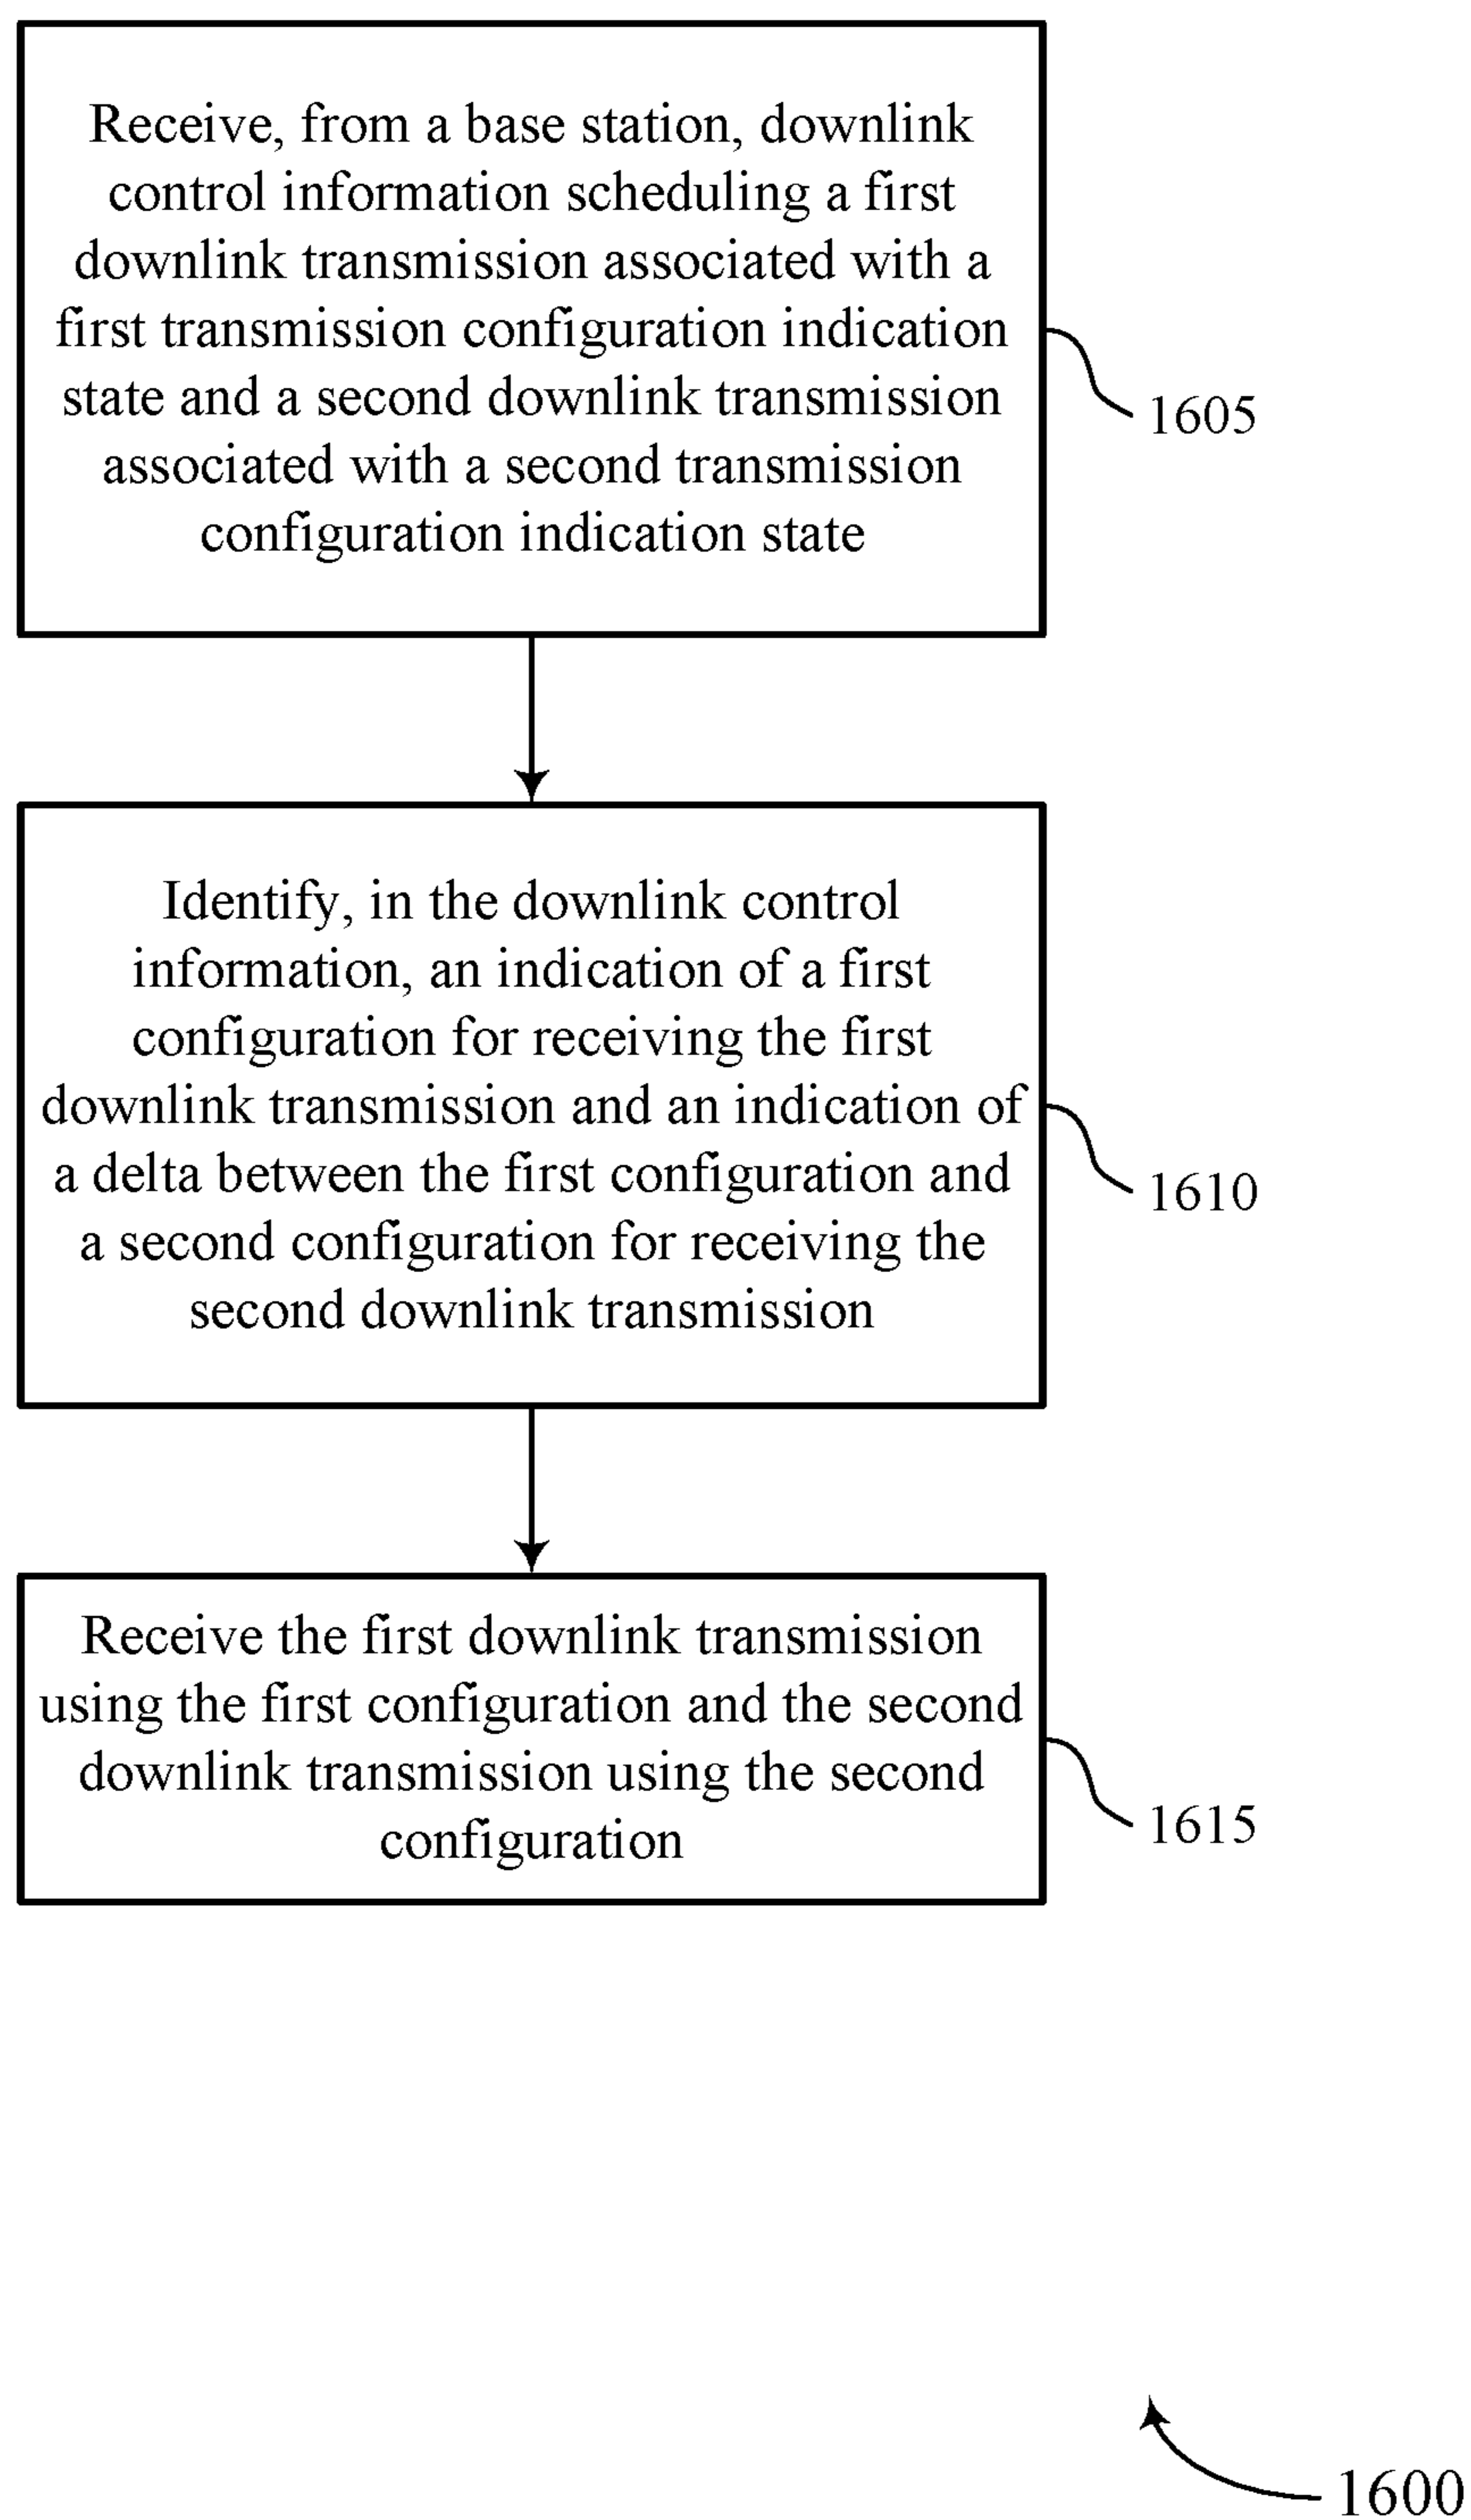 Receive, from a base station, downlink
control information scheduling a first
downlink transmission associated with a
first transmission configuration indication
state and a second downlink transmission
associated with a second transmission
configuration indication state
1605
Identify, in the downlink control
information, an indication of a first
configuration for receiving the first
downlink transmission and an indication of
a delta between the first configuration and
a second configuration for receiving the
second downlink transmission
1610
Receive the first downlink transmission
using the first configuration and the second
downlink transmission using the second
configuration
1615
1600